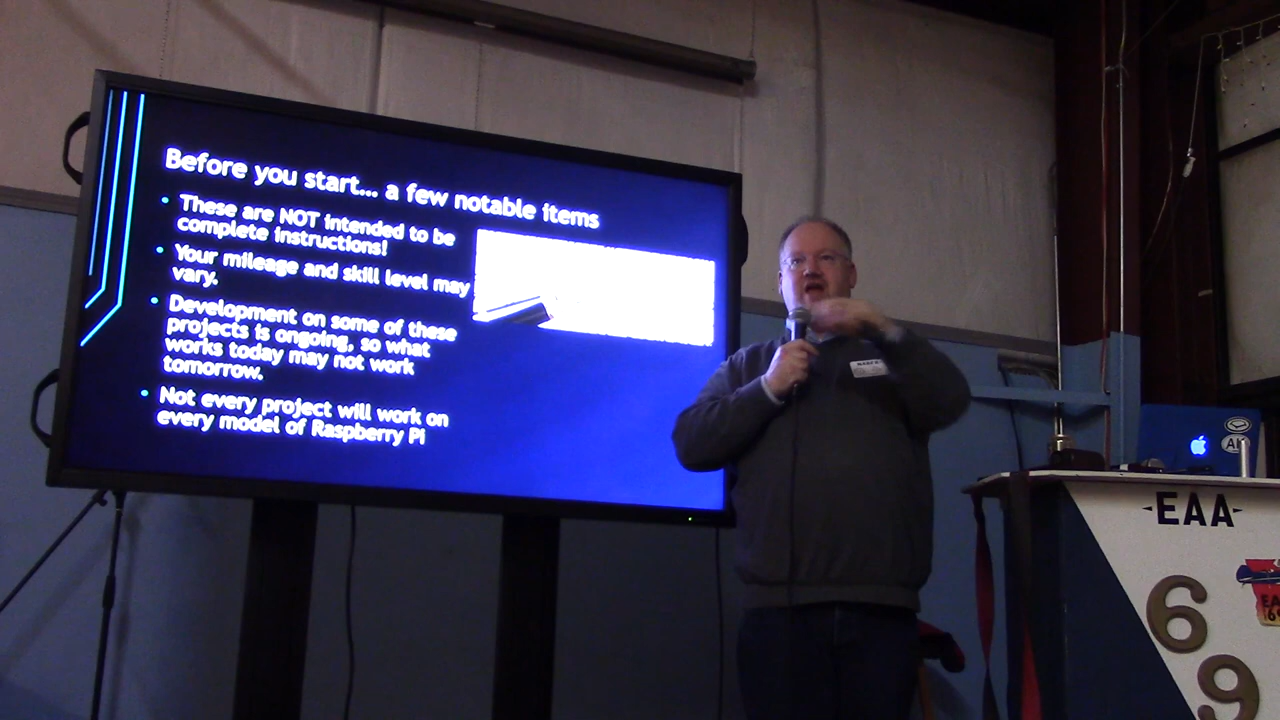 Before you start... a few notable items
These are NOT intended to be
complete instructions!
Your mileage and skill level may
vary.
Development on some of these
projects is ongoing, so what
works today may not work
tomorrow.
Not every project will work on
every model of Raspberry Pi
-EAA-
6
9